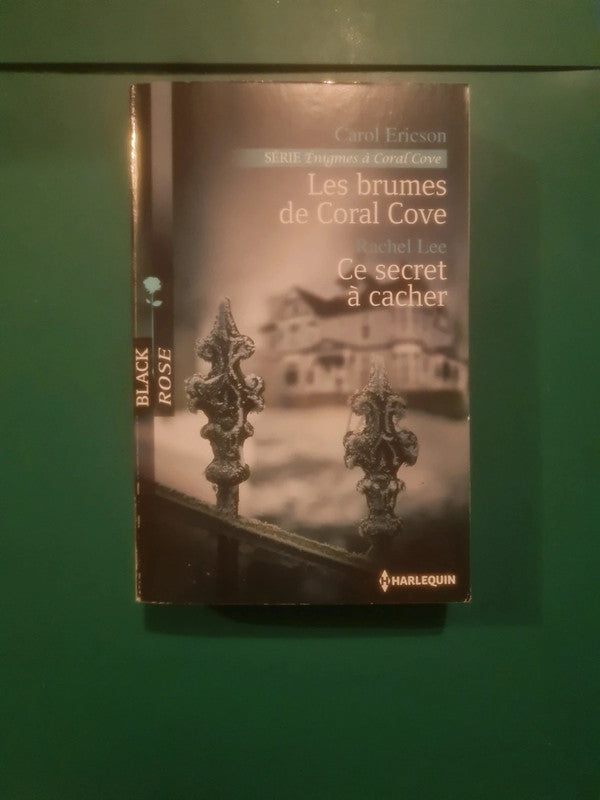 Carol Ericson
SÉRIE Énigmes à Coral Cove
Les brumes
de Coral Cove
Rachel Lee
Ce secret
à cacher
BLACK
ROSE
HARLEQUIN